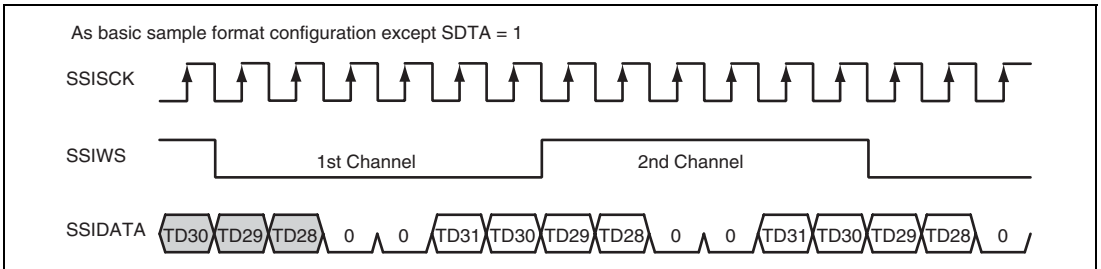 As basic sample format configuration except SDTA = 1
SSISCK
SSIWS 1st Channel 2nd Channel
SSIDATA TD30 TD29 TD28 0 0 TD31 TD30 TD29 TD28 0 0 TD31 TD30 TD29 TD28 0